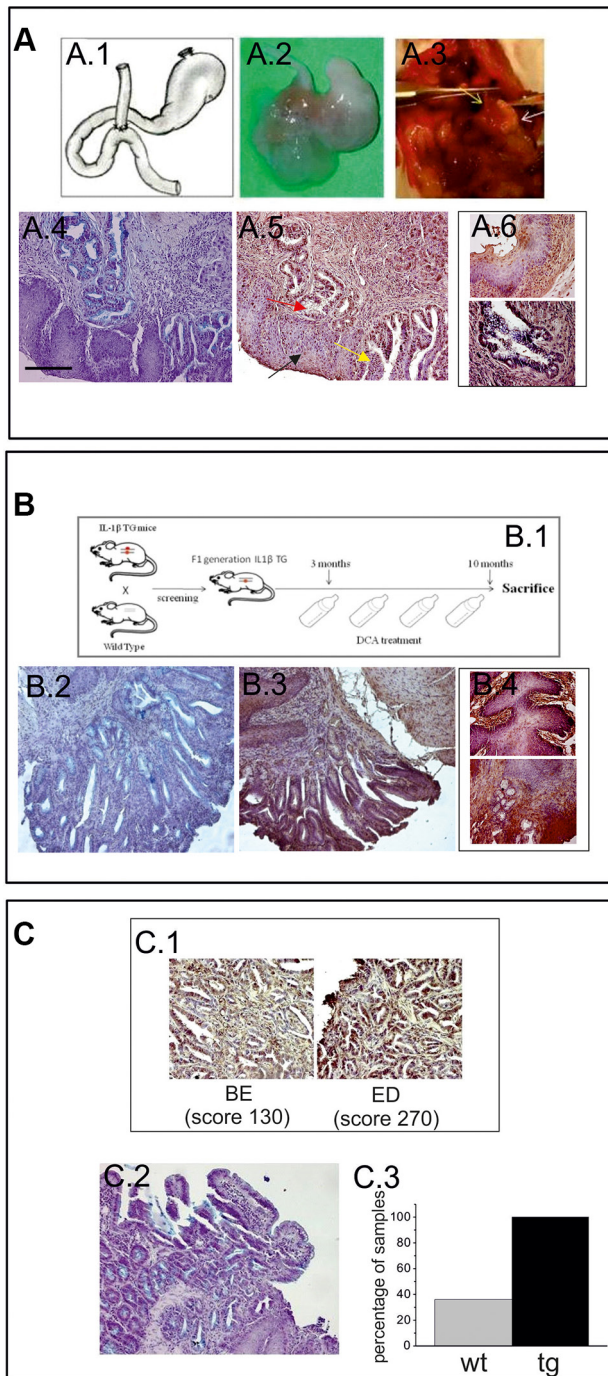 A
A.1
A.2
A.3
A.4
A.5
A.6
B
B.1
IL-1β TG mice
X
Wild Type
screening
F1 generation IL1β TG
3 months
10 months
Sacrifice
DCA treatment
B.2
B.3
B.4
C
C.1
BE
(score 130)
ED
(score 270)
C.2
C.3
percentage of samples
100
80
60
40
20
0
wt
tg